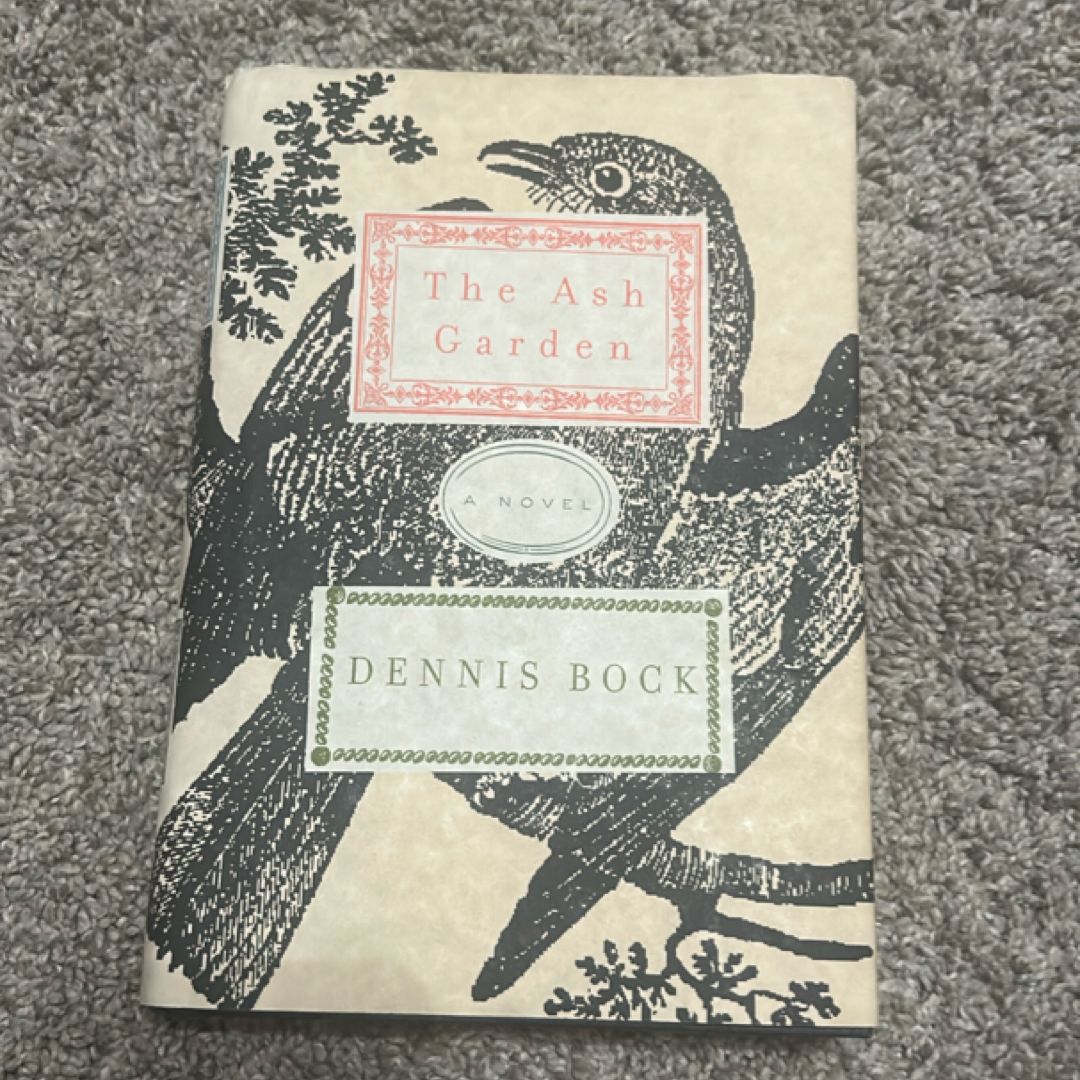 The Ash
Garden
A NOVEL
DENNIS BOCK